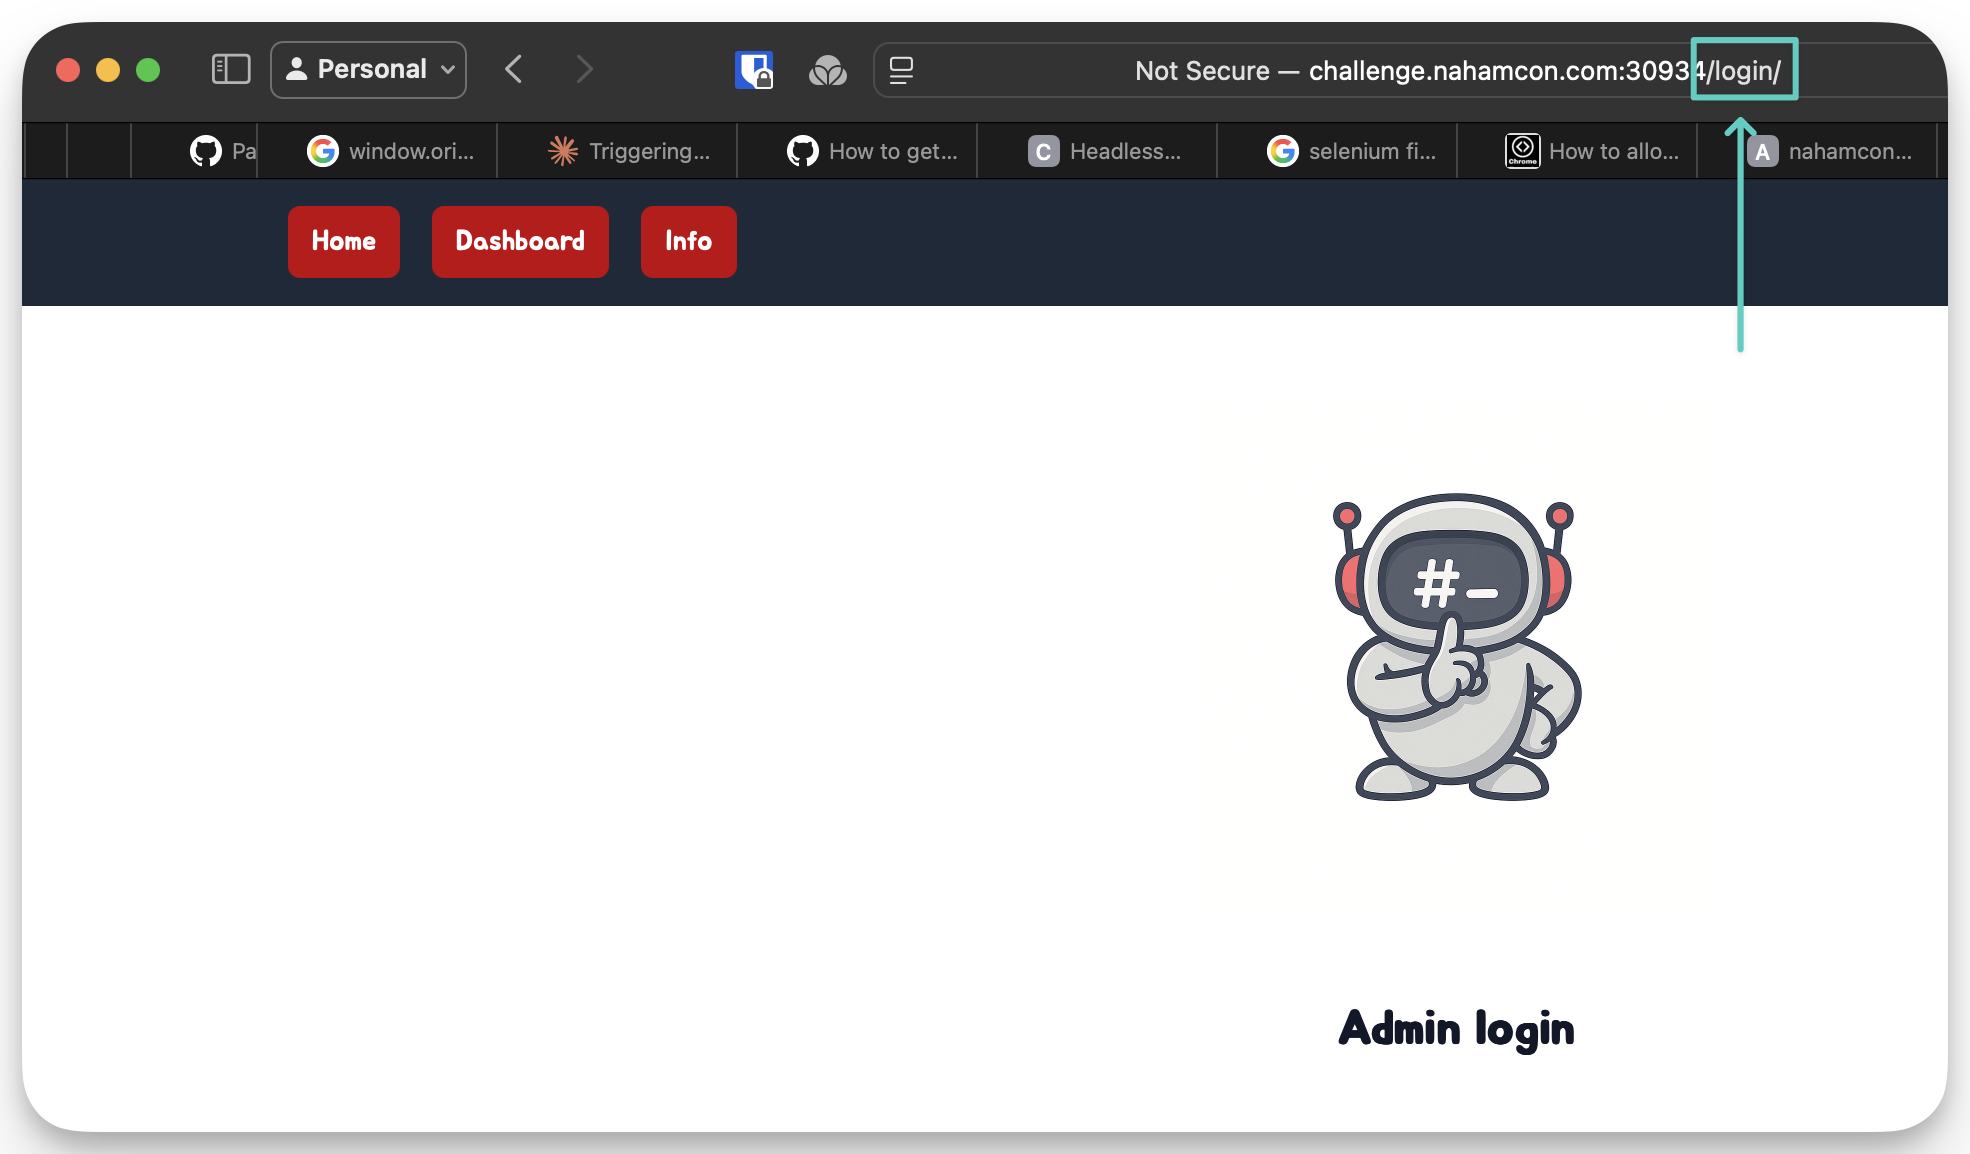 Personal
Not Secure — challenge.nahamcon.com:30934/login/
Pa
window.ori...
Triggering...
How to get...
C Headless...
selenium fi...
Chrome How to allo...
A nahamcon...
Home Dashboard Info
#_
Admin login